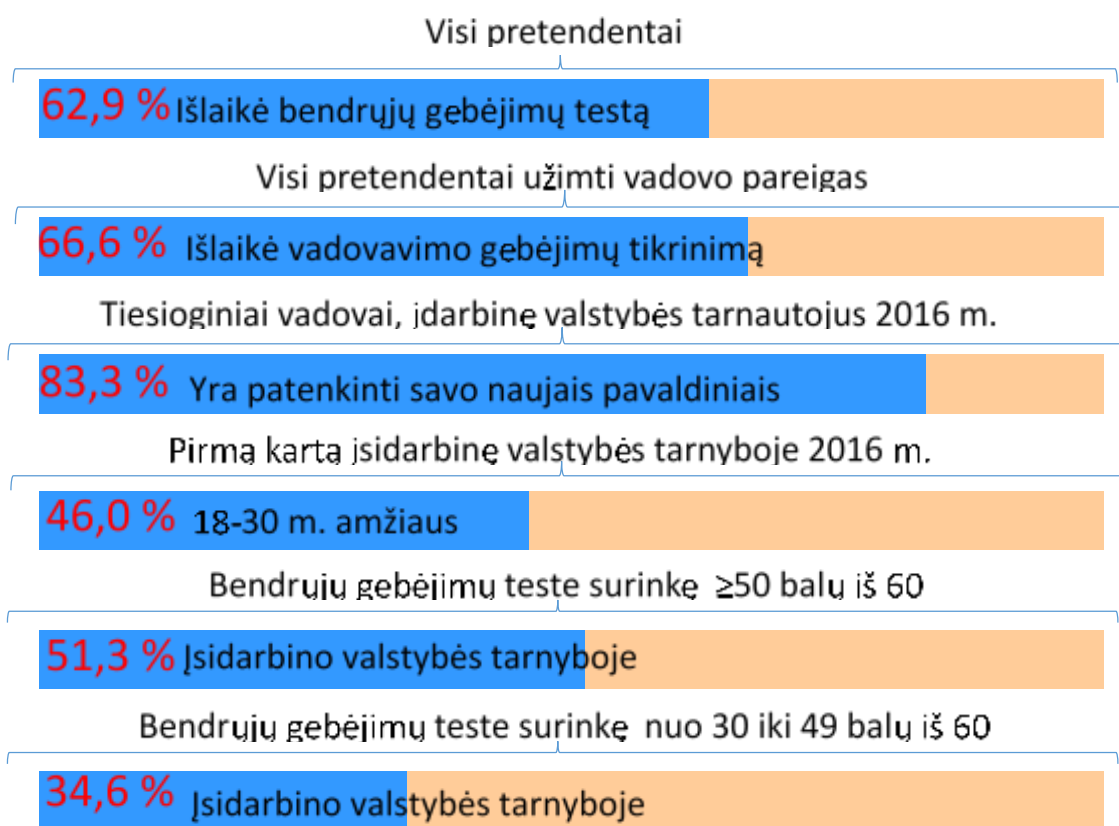 Visi pretendentai
62,9 % Išlaikė bendrųjų gebėjimų testą
Visi pretendentai užimti vadovo pareigas
66,6 % Išlaikė vadovavimo gebėjimų tikrinimą
Tiesioginiai vadovai, įdarbinę valstybės tarnautojus 2016 m.
83,3 % Yra patenkinti savo naujais pavaldiniais
Pirmą kartą įsidarbinę valstybės tarnyboje 2016 m.
46,0 % 18-30 m. amžiaus
Bendrųjų gebėjimų teste surinkę ≥50 balų iš 60
51,3 % Įsidarbino valstybės tarnyboje
Bendrųjų gebėjimų teste surinkę nuo 30 iki 49 balų iš 60
34,6 % Įsidarbino valstybės tarnyboje